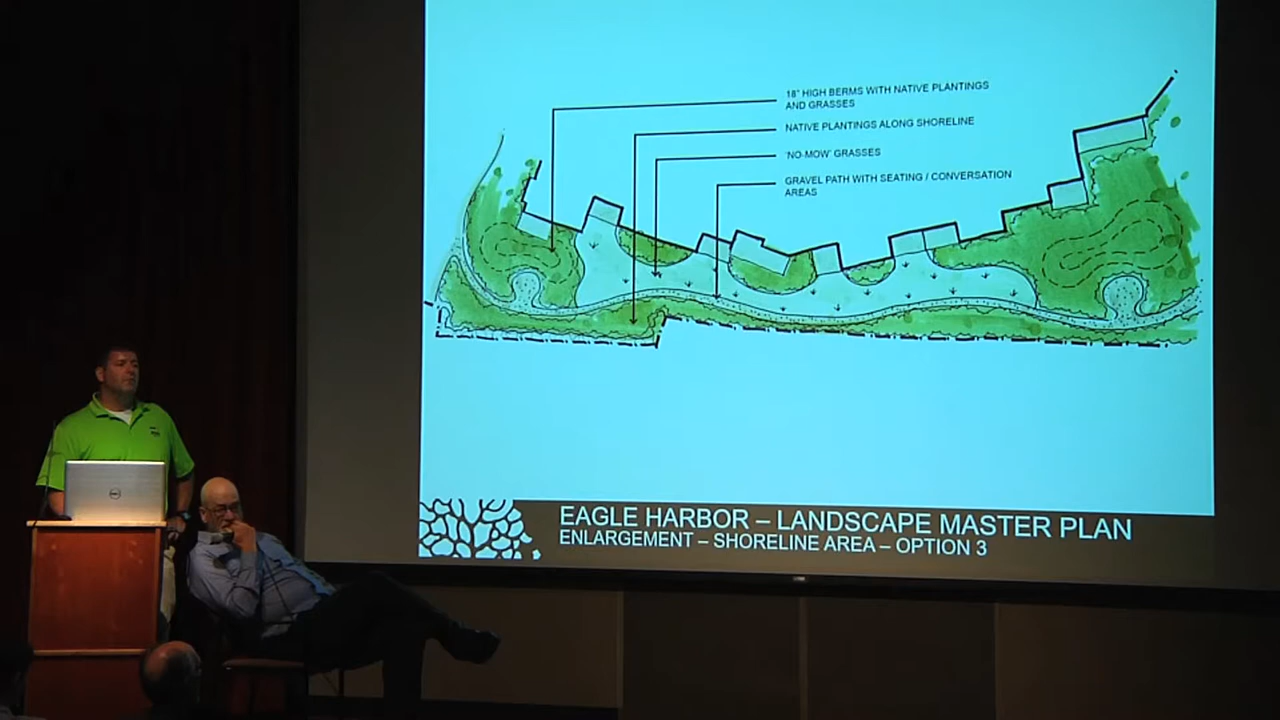 18" HIGH BERMS WITH NATIVE PLANTINGS
AND GRASSES
NATIVE PLANTINGS ALONG SHORELINE
'NO-MOW' GRASSES
GRAVEL PATH WITH SEATING / CONVERSATION
AREAS
EAGLE HARBOR – LANDSCAPE MASTER PLAN
ENLARGEMENT – SHORELINE AREA – OPTION 3